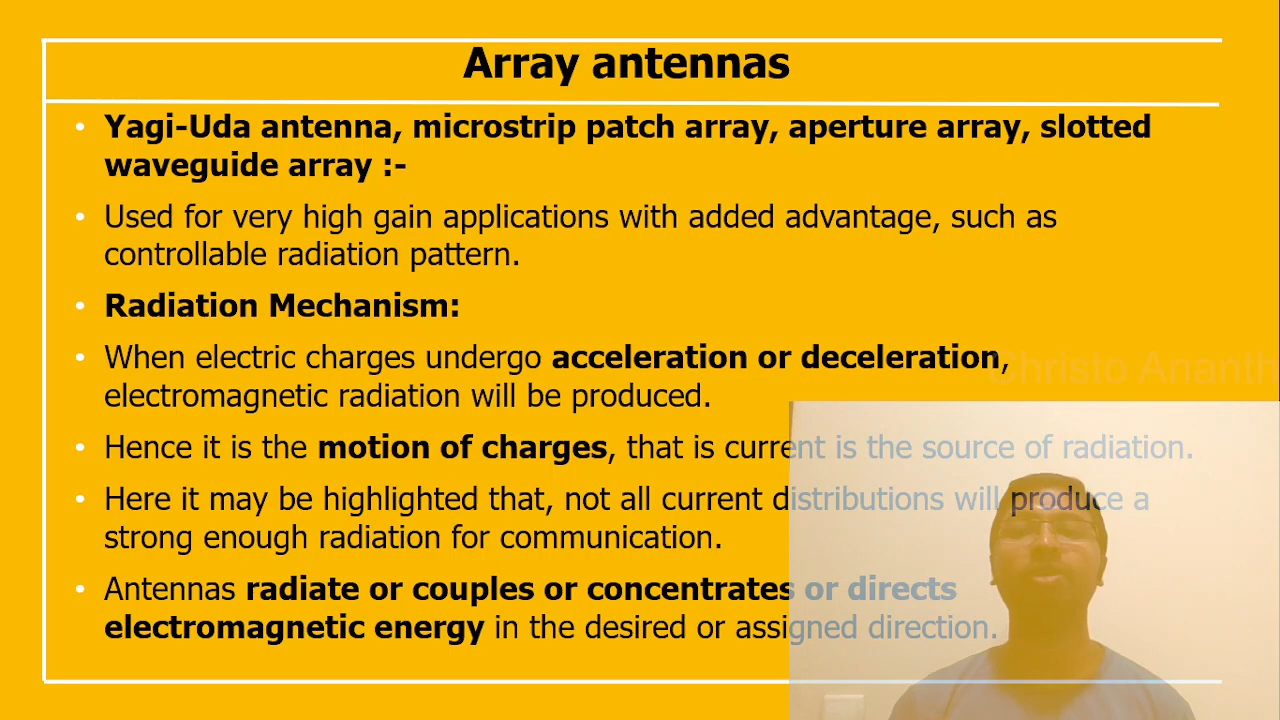 Array antennas
• Yagi-Uda antenna, microstrip patch array, aperture array, slotted
waveguide array :-
• Used for very high gain applications with added advantage, such as
controllable radiation pattern.
• Radiation Mechanism:
• When electric charges undergo acceleration or deceleration,
electromagnetic radiation will be produced.
Christo Ananth
• Hence it is the motion of charges, that is current is the source of radiation.
• Here it may be highlighted that, not all current distributions will produce a
strong enough radiation for communication.
• Antennas radiate or couples or concentrates or directs
electromagnetic energy in the desired or assigned direction.